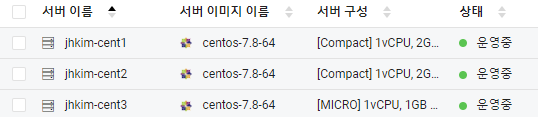 서버 이름 서버 이미지 이름 서버 구성 상태
jhkim-cent1 centos-7.8-64 [Compact] 1vCPU, 2G... 운영중
jhkim-cent2 centos-7.8-64 [Compact] 1vCPU, 2G... 운영중
jhkim-cent3 centos-7.8-64 [MICRO] 1vCPU, 1GB ... 운영중